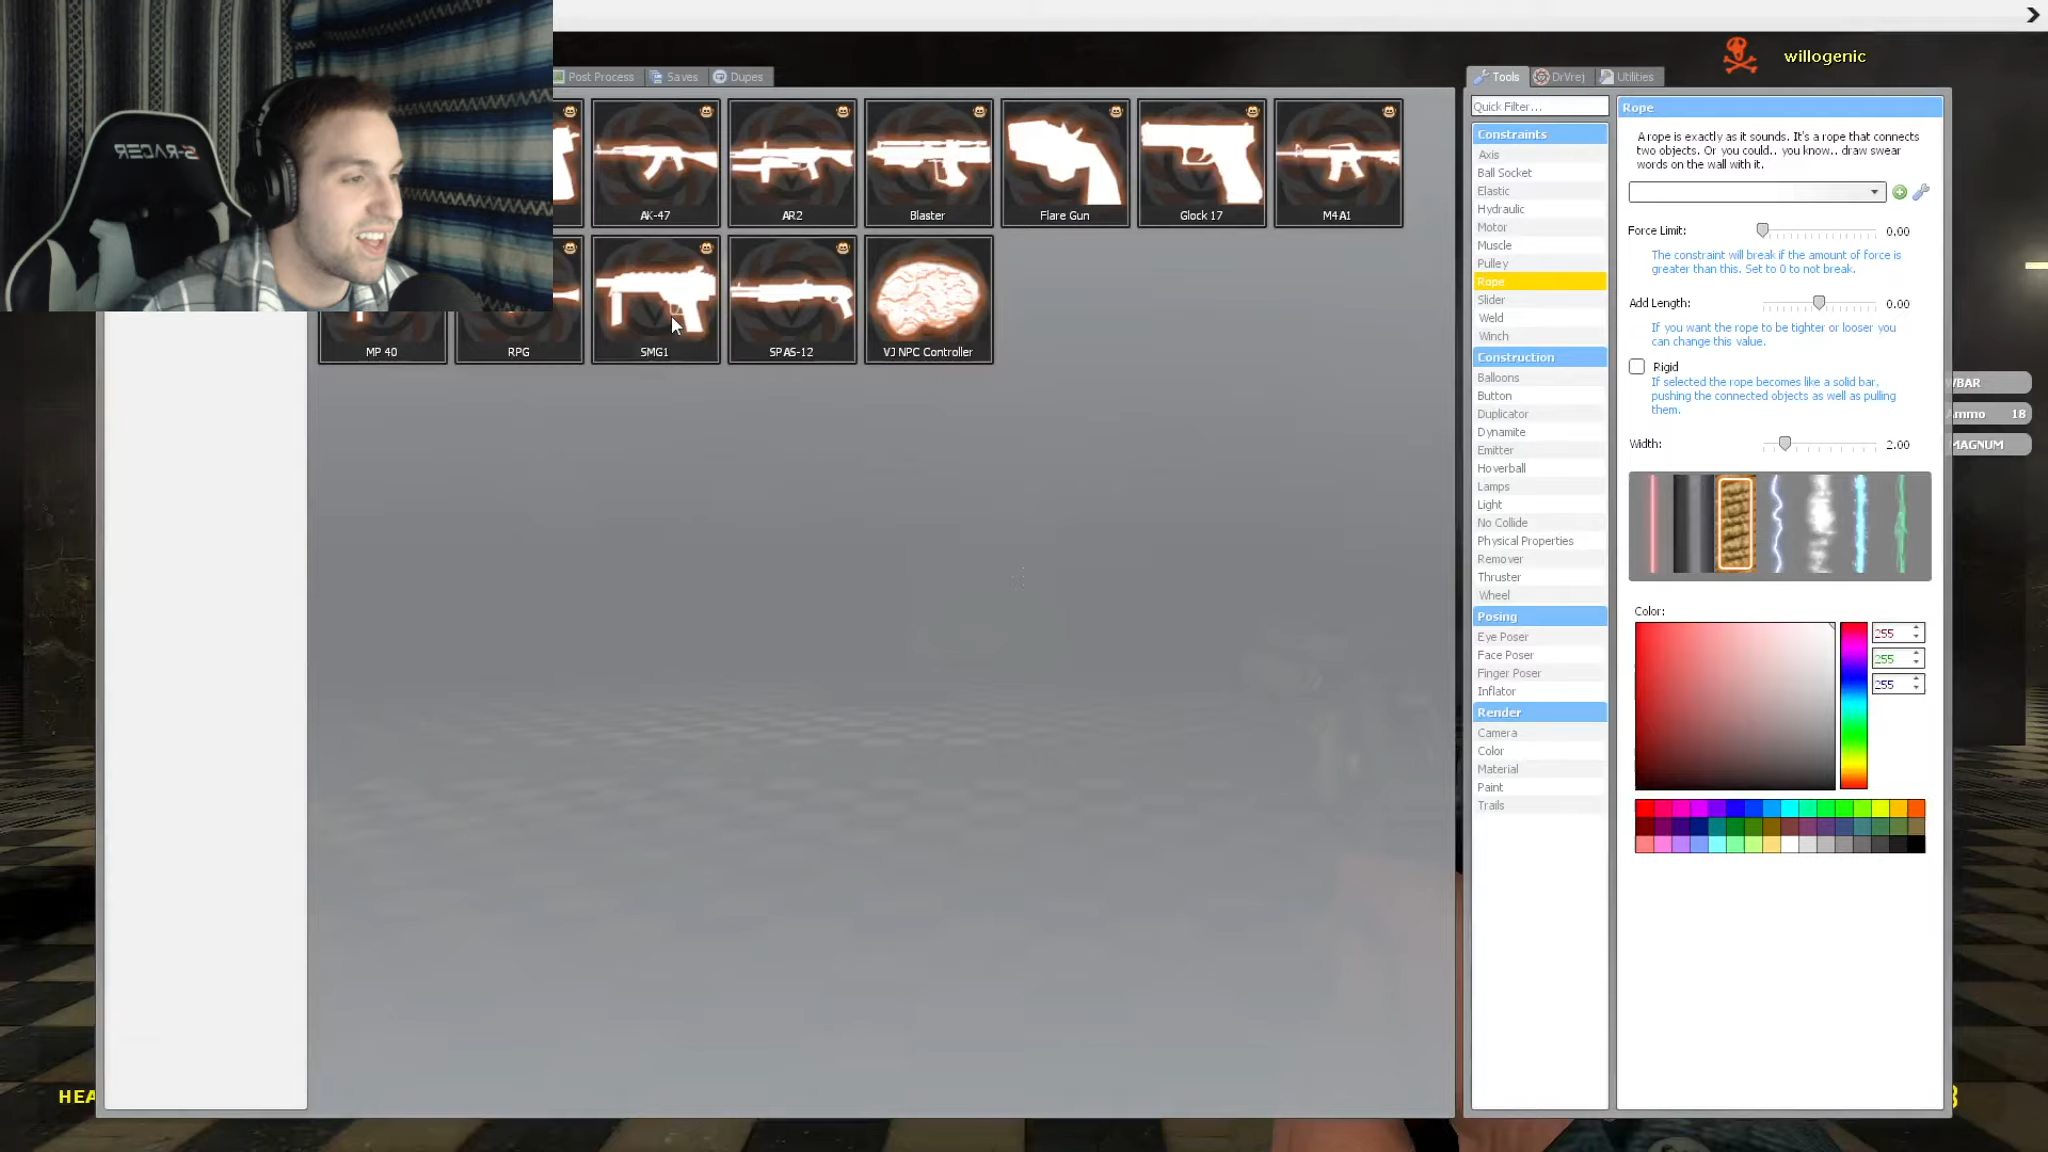 willogenic
Post Process
Saves
Dupes
Tools
DrVrej
Utilities
S-RACER
AK-47
AR2
Blaster
Flare Gun
Glock 17
M4A1
MP 40
RPG
SMG1
SPAS-12
VJ NPC Controller
Quick Filter...
Constraints
Axis
Ball Socket
Elastic
Hydraulic
Motor
Muscle
Pulley
Rope
Slider
Weld
Winch
Construction
Balloons
Button
Duplicator
Dynamite
Emitter
Hoverball
Lamps
Light
No Collide
Physical Properties
Remover
Thruster
Wheel
Posing
Eye Poser
Face Poser
Finger Poser
Inflator
Render
Camera
Color
Material
Paint
Trails
Rope
A rope is exactly as it sounds. It's a rope that connects
two objects. Or you could.. you know.. draw swear
words on the wall with it.
Force Limit: 0.00
The constraint will break if the amount of force is
greater than this. Set to 0 to not break.
Add Length: 0.00
If you want the rope to be tighter or looser you
can change this value.
Rigid
If selected the rope becomes like a solid bar,
pushing the connected objects as well as pulling
them.
Width: 2.00
Color:
255
255
255
WBAR
Ammo 18
MAGNUM
HEA